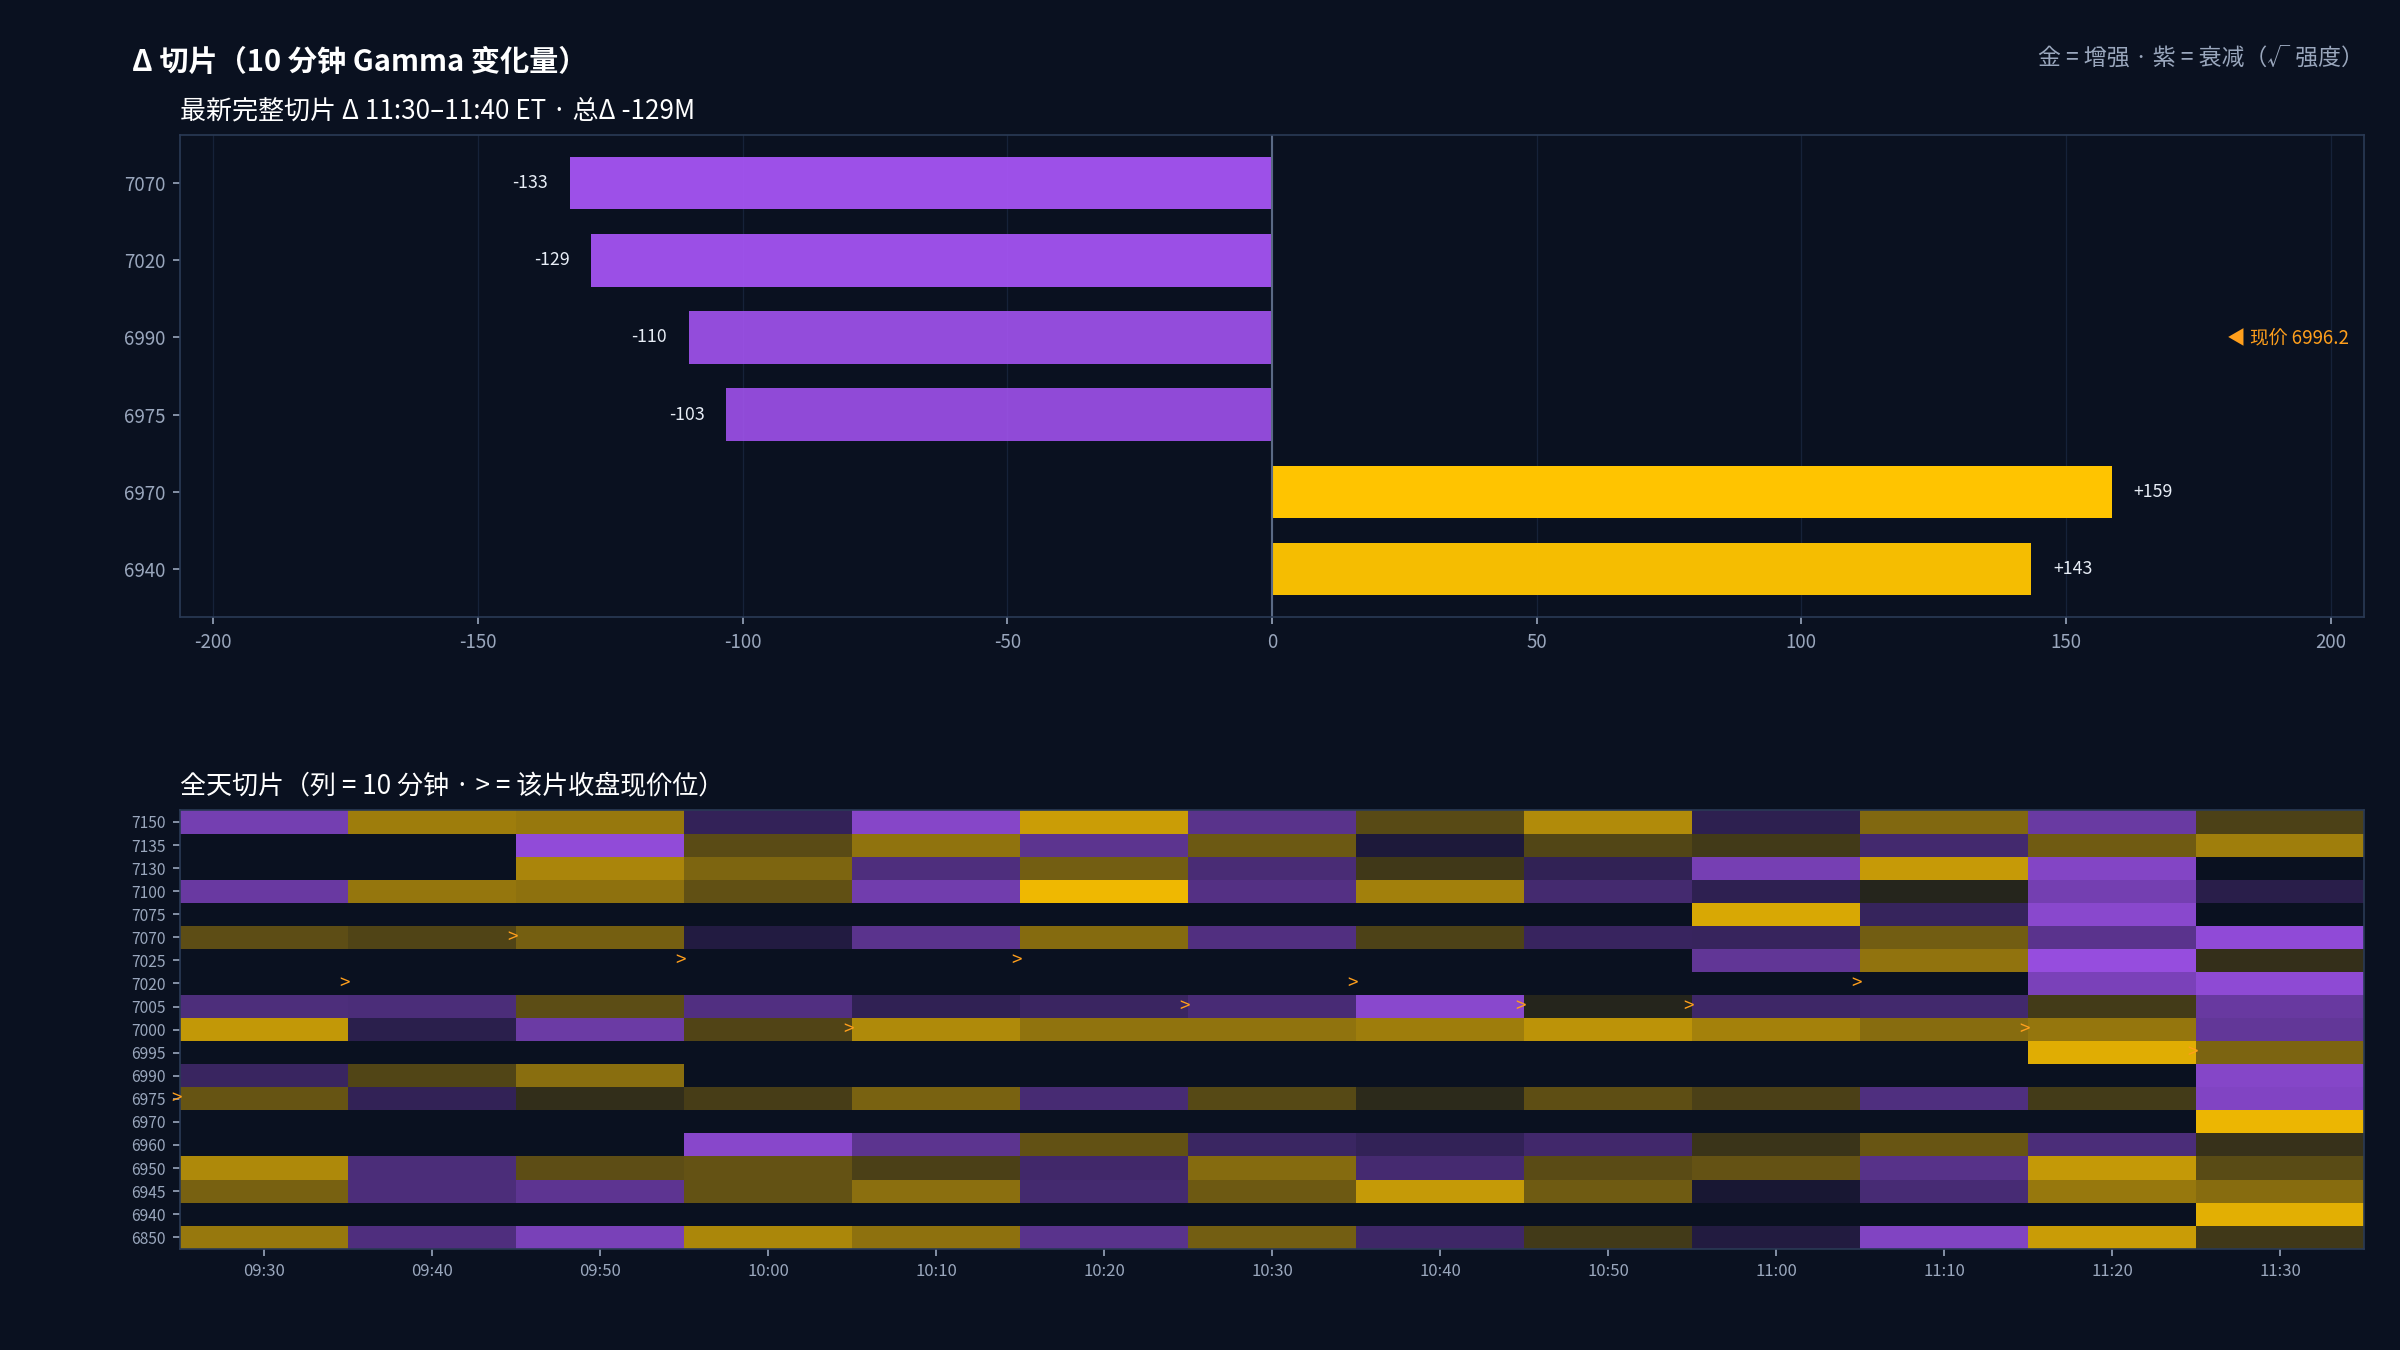 Δ 切片（10 分钟 Gamma 变化量）
金 = 增强 · 紫 = 衰减（√ 强度）
最新完整切片 Δ 11:30–11:40 ET · 总Δ -129M
7070 -133
7020 -129
6990 -110 ◀ 现价 6996.2
6975 -103
6970 +159
6940 +143
-200 -150 -100 -50 0 50 100 150 200
全天切片（列 = 10 分钟 · > = 该片收盘现价位）
7150
7135
7130
7100
7075
7070 >
7025 > >
7020 > > >
7005 > > >
7000 > >
6995 >
6990
6975 >
6970
6960
6950
6945
6940
6850
09:30 09:40 09:50 10:00 10:10 10:20 10:30 10:40 10:50 11:00 11:10 11:20 11:30